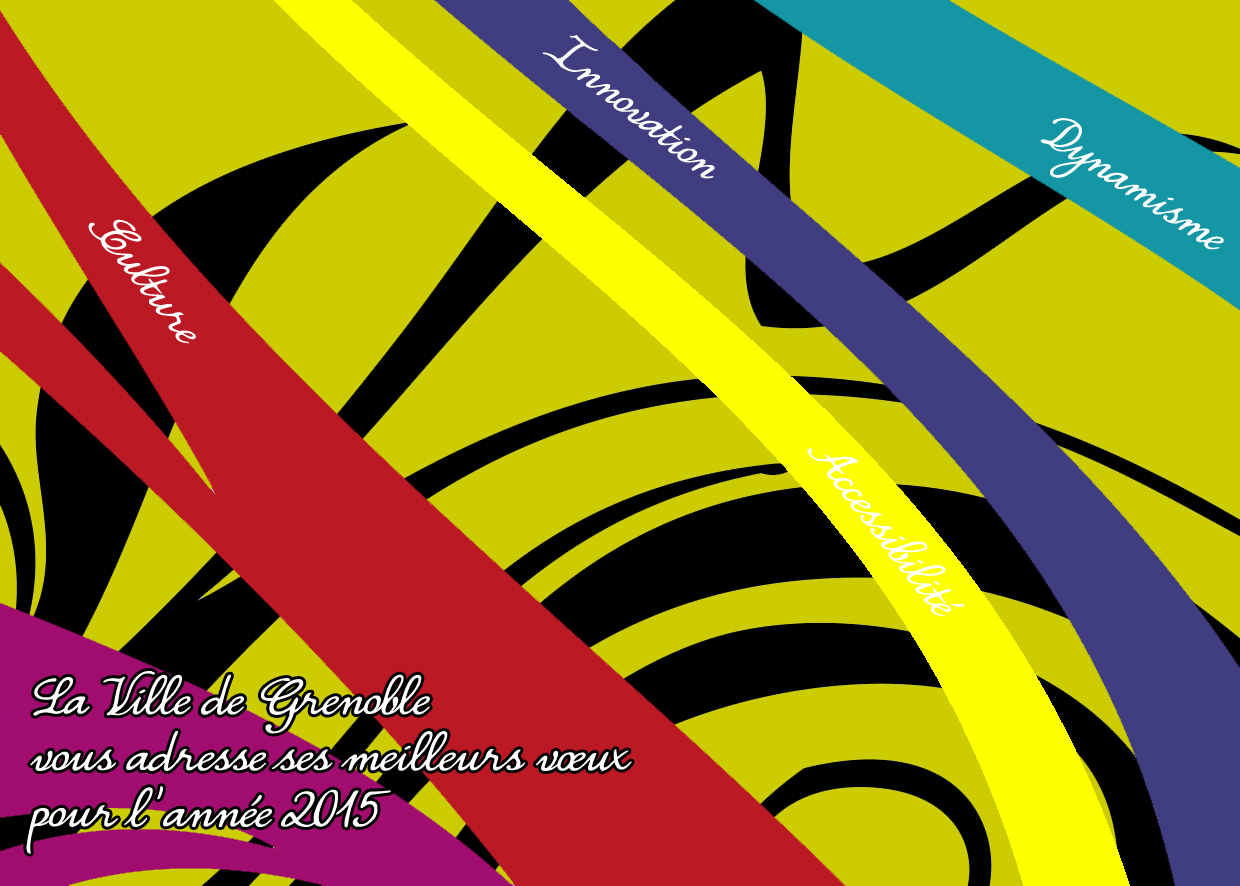 Innovation
Dynamisme
Culture
Accessibilité
La Ville de Grenoble
vous adresse ses meilleurs vœux
pour l'année 2015